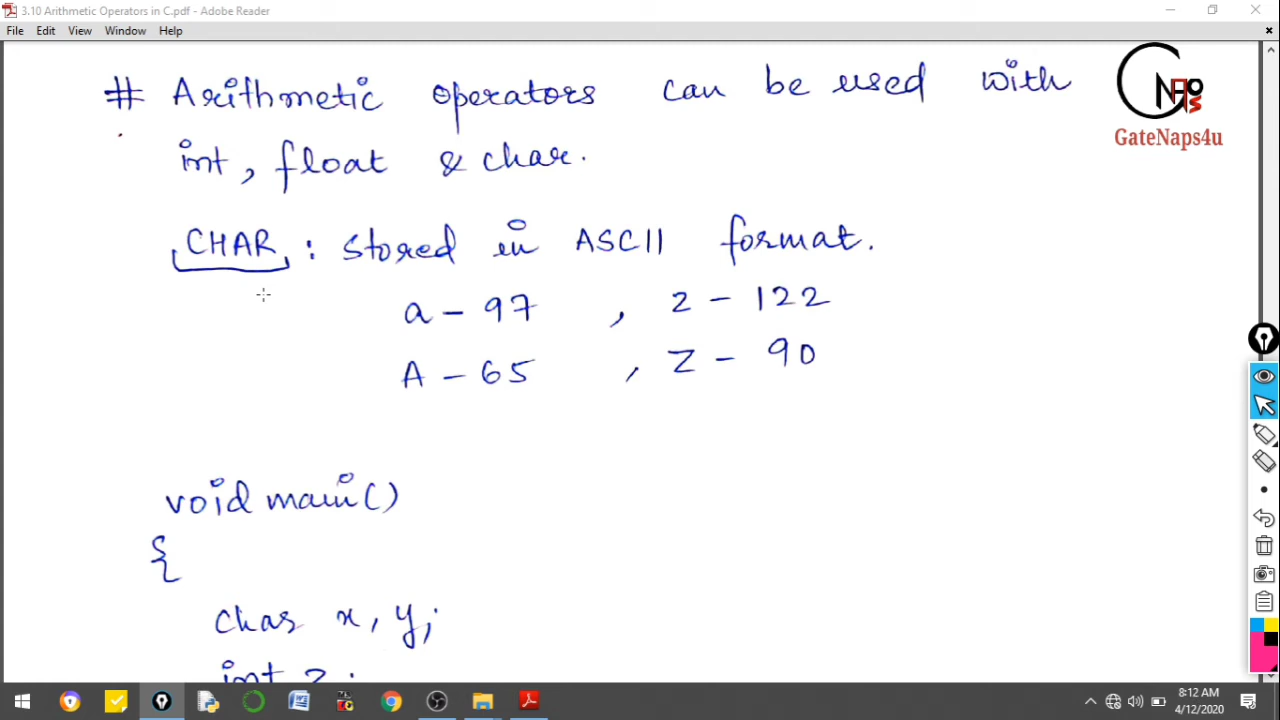 3.10 Arithmetic Operators in C.pdf - Adobe Reader
File Edit View Window Help
# Arithmetic operators can be used with
int, float & char.
GateNaps4u
CHAR : stored in ASCII format.
a - 97 , z - 122
A - 65 , Z - 90
void main()
{
char x, y;
int z;
8:12 AM
4/12/2020